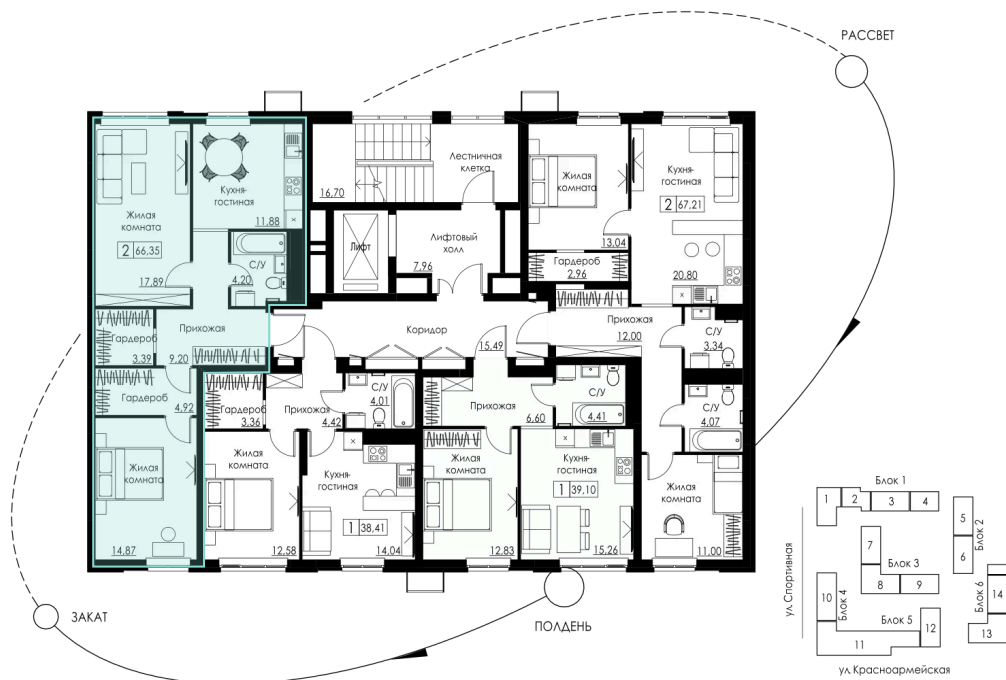 РАССВЕТ
Лестничная
клетка
16.70
Жилая
комната
2 66,35
17.89
Кухня-
гостиная
11.88
С/У
4.20
Лифт
Лифтовый
холл
7.96
Жилая
комната
13.04
Гардероб
2.96
Кухня-
гостиная
2 67,21
20.80
Прихожая
9.20
Гардероб
3.39
Коридор
15.49
Прихожая
12.00
С/У
3.34
Гардероб
4.92
Гардероб
3.36
Прихожая
4.42
С/У
4.01
Прихожая
6.60
С/У
4.41
С/У
4.07
Жилая
комната
14.87
Жилая
комната
12.58
Кухня-
гостиная
1 38,41
14.04
Жилая
комната
12.83
Кухня-
гостиная
1 39,10
15.26
Жилая
комната
11.00
ЗАКАТ
ПОЛДЕНЬ
Блок 1
1
2
3
4
5
6
Блок 2
7
Блок 3
8
9
10
Блок 4
Блок 5
11
12
Блок 6
14
13
ул. Спортивная
ул. Красноармейская